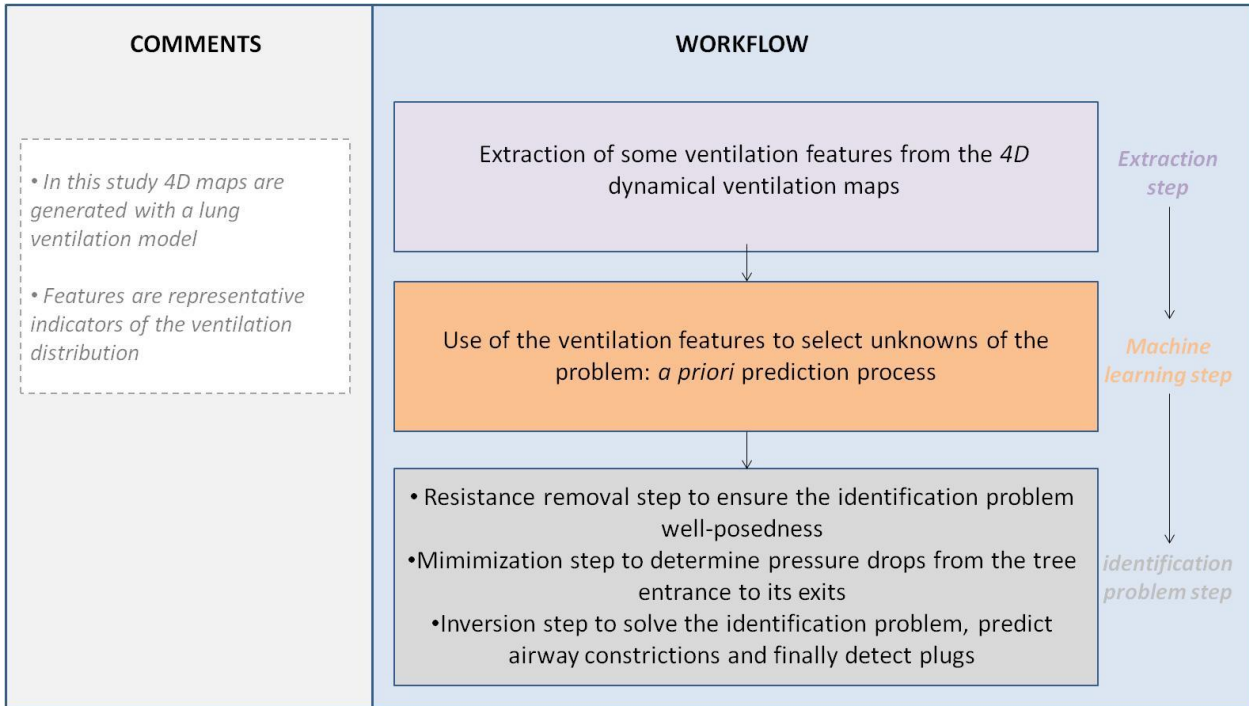 COMMENTS
• In this study 4D maps are
generated with a lung
ventilation model
• Features are representative
indicators of the ventilation
distribution
WORKFLOW
Extraction of some ventilation features from the 4D
dynamical ventilation maps
Extraction
step
Use of the ventilation features to select unknowns of the
problem: a priori prediction process
Machine
learning step
• Resistance removal step to ensure the identification problem
well-posedness
•Mimimization step to determine pressure drops from the tree
entrance to its exits
•Inversion step to solve the identification problem, predict
airway constrictions and finally detect plugs
identification
problem step